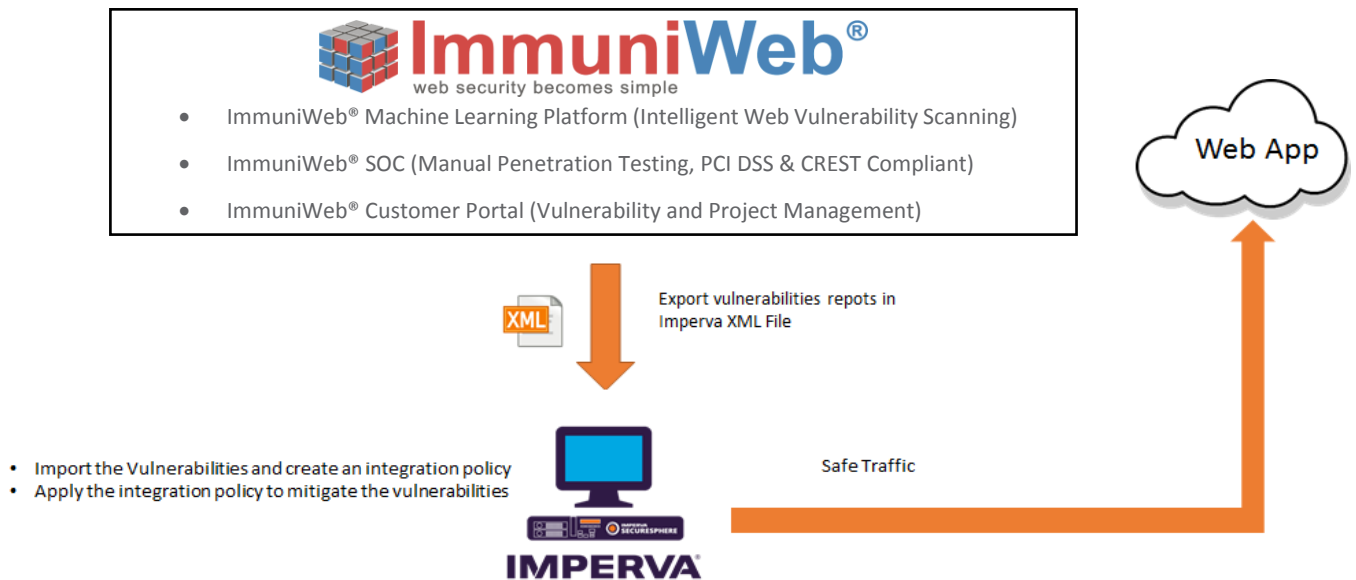 ImmuniWeb®
web security becomes simple
• ImmuniWeb® Machine Learning Platform (Intelligent Web Vulnerability Scanning)
• ImmuniWeb® SOC (Manual Penetration Testing, PCI DSS & CREST Compliant)
• ImmuniWeb® Customer Portal (Vulnerability and Project Management)
Web App
XML
Export vulnerabilities repots in
Imperva XML File
• Import the Vulnerabilities and create an integration policy
• Apply the integration policy to mitigate the vulnerabilities
Safe Traffic
IMPERVA
SECURESPHERE
IMPERVA